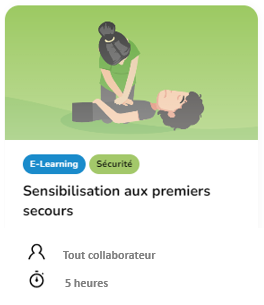 E-Learning Sécurité
Sensibilisation aux premiers
secours
Tout collaborateur
5 heures